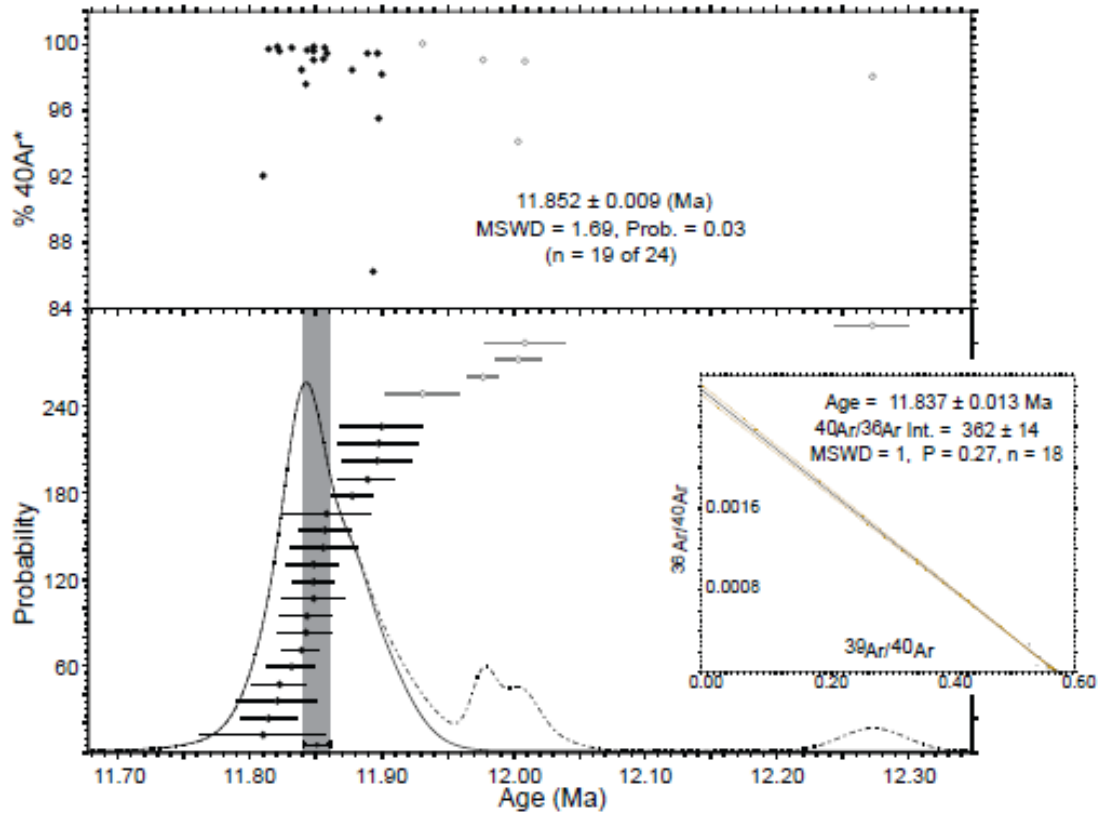 100
96
92
88
84
% 40Ar*
11.852 ± 0.009 (Ma)
MSWD = 1.69, Prob. = 0.03
(n = 19 of 24)
240
180
120
60
Probability
Age = 11.837 ± 0.013 Ma
40Ar/36Ar Int. = 362 ± 14
MSWD = 1, P = 0.27, n = 18
36Ar/40Ar
0.0016
0.0008
39Ar/40Ar
0.00 0.20 0.40 0.60
11.70 11.80 11.90 12.00 12.10 12.20 12.30
Age (Ma)